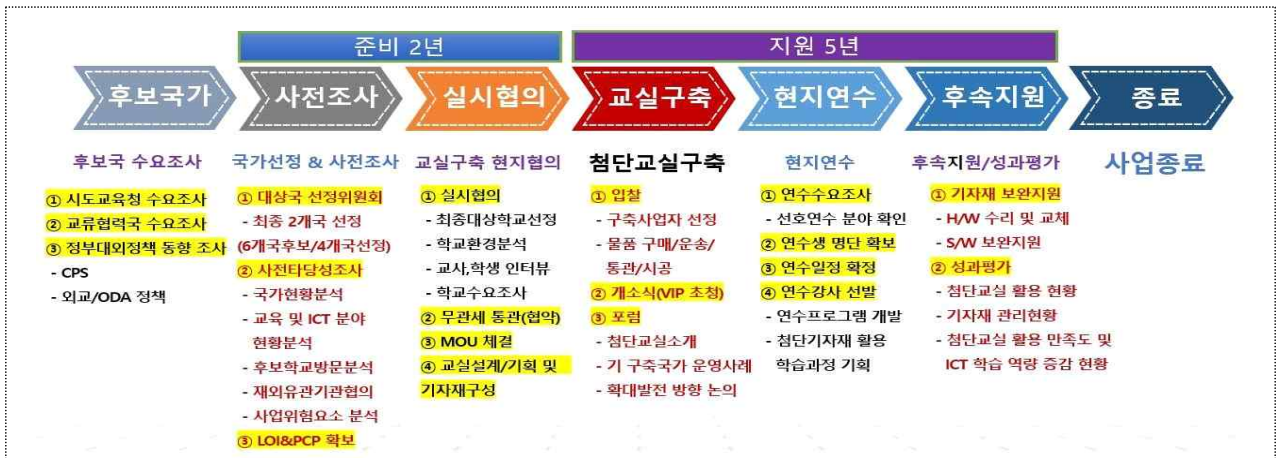 준비 2년
지원 5년
후보국가
사전조사
실시협의
교실구축
현지연수
후속지원
종료
후보국 수요조사
① 시도교육청 수요조사
② 교류협력국 수요조사
③ 정부대외정책 동향 조사
- CPS
- 외교/ODA 정책
국가선정 & 사전조사
① 대상국 선정위원회
- 최종 2개국 선정
(6개국후보/4개국선정)
② 사전타당성조사
- 국가현황분석
- 교육 및 ICT 분야
현황분석
- 후보학교방문분석
- 재외유관기관협의
- 사업위험요소 분석
③ LOI&PCP 확보
교실구축 현지협의
① 실시협의
- 최종대상학교선정
- 학교환경분석
- 교사,학생 인터뷰
- 학교수요조사
② 무관세 통관(협약)
③ MOU 체결
④ 교실설계/기획 및
기자재구성
첨단교실구축
① 입찰
- 구축사업자 선정
- 물품 구매/운송/
통관/시공
② 개소식(VIP 초청)
③ 포럼
- 첨단교실소개
- 기 구축국가 운영사례
- 확대발전 방향 논의
현지연수
① 연수수요조사
- 선호연수 분야 확인
② 연수생 명단 확보
③ 연수일정 확정
④ 연수강사 선발
- 연수프로그램 개발
- 첨단기자재 활용
학습과정 기획
후속지원/성과평가
① 기자재 보완지원
- H/W 수리 및 교체
- S/W 보완지원
② 성과평가
- 첨단교실 활용 현황
- 기자재 관리현황
- 첨단교실 활용 만족도 및
ICT 학습 역량 증감 현황
사업종료